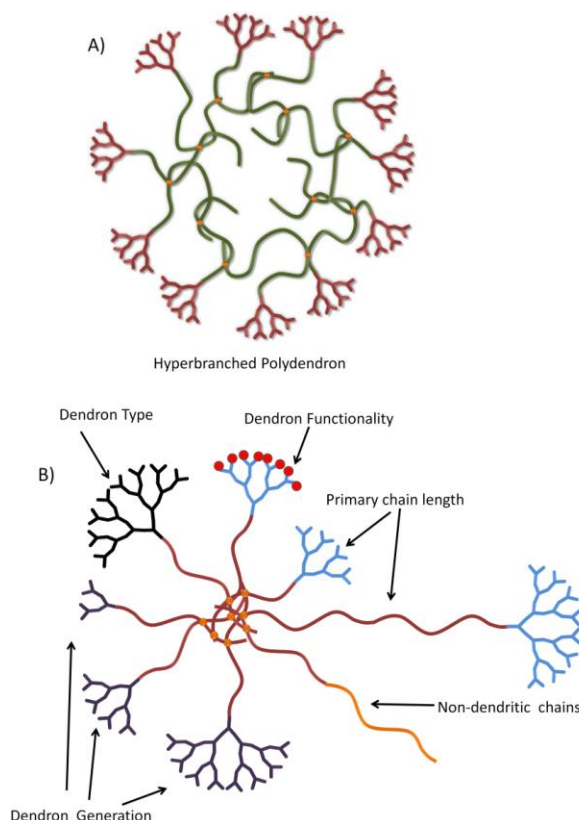 A)
Hyperbranched Polydendron
Dendron Type
Dendron Functionality
B)
Primary chain length
Non-dendritic chains
Dendron Generation